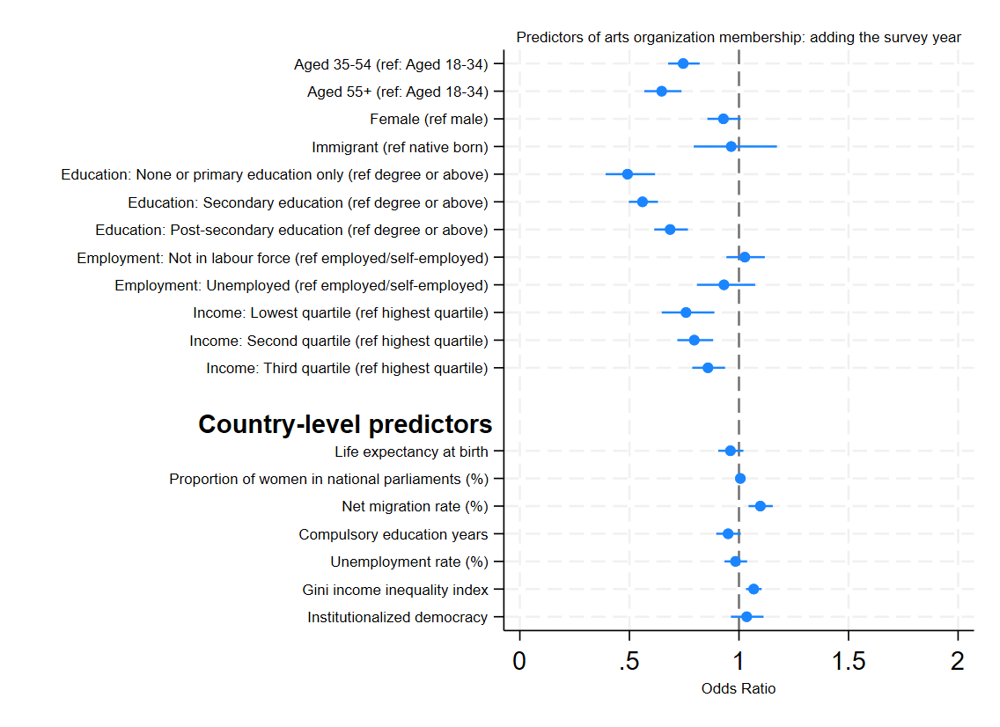 Predictors of arts organization membership: adding the survey year
Aged 35-54 (ref: Aged 18-34)
Aged 55+ (ref: Aged 18-34)
Female (ref male)
Immigrant (ref native born)
Education: None or primary education only (ref degree or above)
Education: Secondary education (ref degree or above)
Education: Post-secondary education (ref degree or above)
Employment: Not in labour force (ref employed/self-employed)
Employment: Unemployed (ref employed/self-employed)
Income: Lowest quartile (ref highest quartile)
Income: Second quartile (ref highest quartile)
Income: Third quartile (ref highest quartile)
Country-level predictors
Life expectancy at birth
Proportion of women in national parliaments (%)
Net migration rate (%)
Compulsory education years
Unemployment rate (%)
Gini income inequality index
Institutionalized democracy
0 .5 1 1.5 2
Odds Ratio